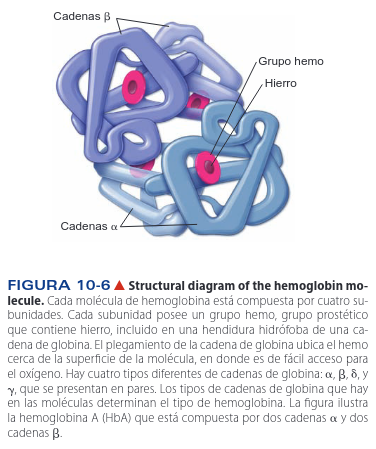 Cadenas β
Grupo hemo
Hierro
Cadenas α
FIGURA 10-6 ▲ Structural diagram of the hemoglobin mo-
lecule. Cada molécula de hemoglobina está compuesta por cuatro su-
bunidades. Cada subunidad posee un grupo hemo, grupo prostético
que contiene hierro, incluido en una hendidura hidrófoba de una ca-
dena de globina. El plegamiento de la cadena de globina ubica el hemo
cerca de la superficie de la molécula, en donde es de fácil acceso para
el oxígeno. Hay cuatro tipos diferentes de cadenas de globina: α, β, δ, y
γ, que se presentan en pares. Los tipos de cadenas de globina que hay
en las moléculas determinan el tipo de hemoglobina. La figura ilustra
la hemoglobina A (HbA) que está compuesta por dos cadenas α y dos
cadenas β.